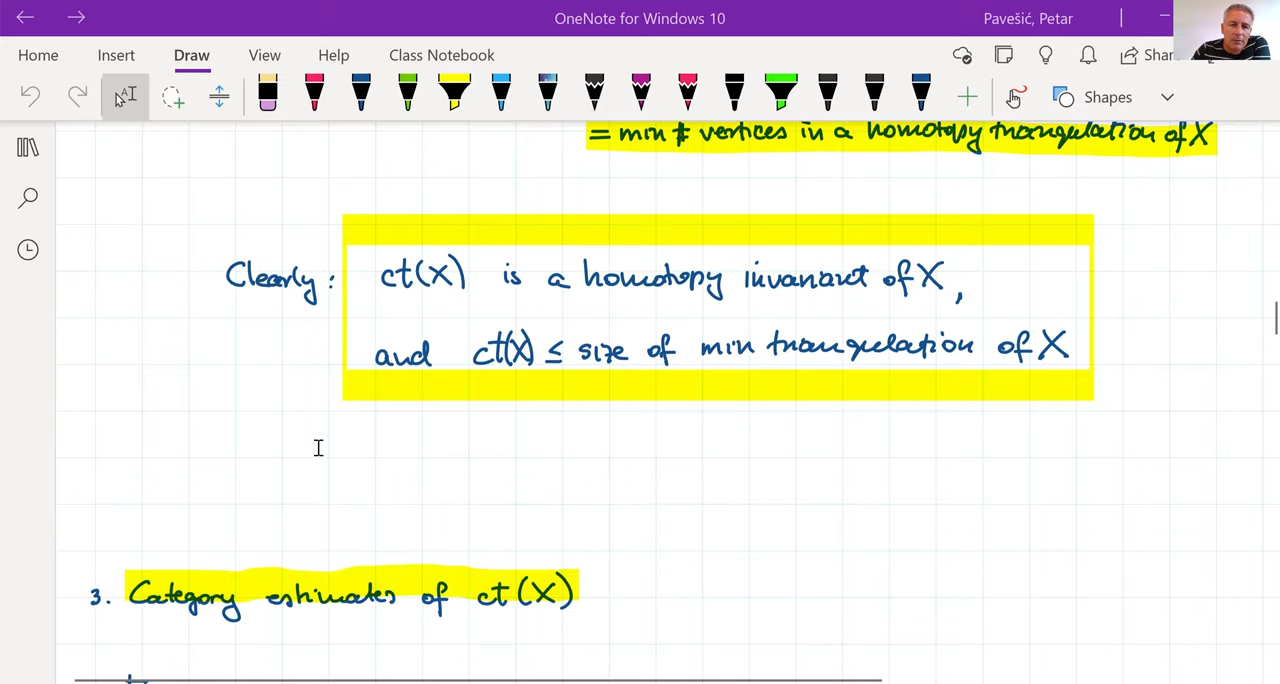 OneNote for Windows 10
Pavešić, Petar
Home Insert Draw View Help Class Notebook
Shar
Shapes
= min # vertices in a homotopy triangulation of X
Clearly: ct(X) is a homotopy invariant of X,
and ct(X) ≤ size of min triangulation of X
3. Category estimates of ct(X)